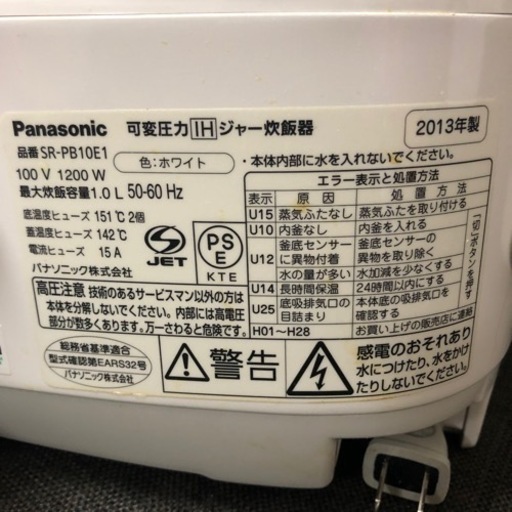 Panasonic 可変圧力IHジャー炊飯器 2013年製
品番 SR-PB10E1 色:ホワイト
100 V 1200 W
最大炊飯容量1.0 L 50-60 Hz
底温度ヒューズ 151℃ 2個
蓋温度ヒューズ 142℃
電流ヒューズ 15 A
パナソニック株式会社
JET
PS
E
KTE
高圧注意 技術のあるサービスマン以外の方は
本体を分解しないでください。内部には高電圧
部分が数多くあります。万一さわると危険です。
・本体内部に水を入れないでください。
エラー表示と処置
表示 原因 処置方法
U15 蒸気ふたなし 蒸気ふたを取り付ける
U10 内釜なし 内釜を入れる
U12 釜底センサーに異物付着 釜底センサーの異物を取り除く
水の量が多い 水加減を少なくする
U14 長時間保温 24時間以内にする
U25 底吸排気口の目詰まり 本体底の吸排気口を確認する
「切」ボタンを押す
H01~H28 お買い上げの販売店に連絡
総務省基準適合
型式確認第EARS32号
パナソニック株式会社
警告
感電のおそれあり
水につけたり、水をかけ
たりしないでください。